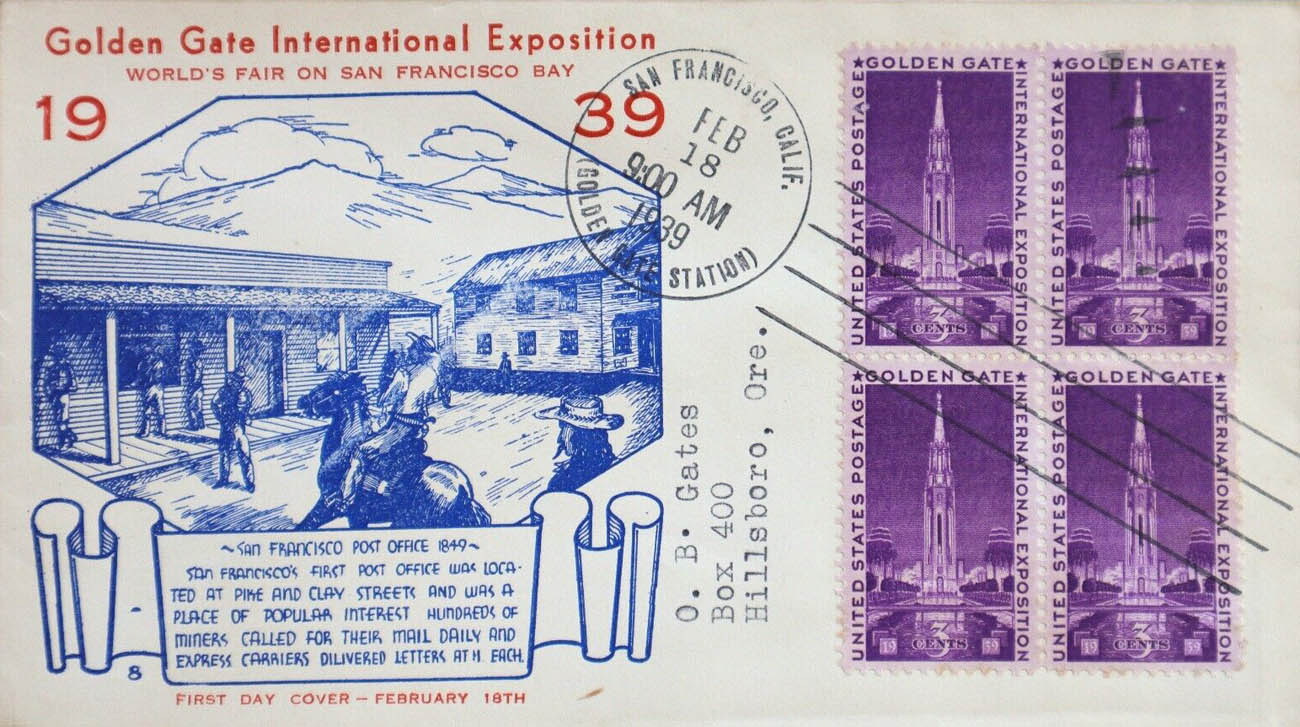 Golden Gate International Exposition
WORLD'S FAIR ON SAN FRANCISCO BAY
19 39
~SAN FRANCISCO POST OFFICE 1849~
SAN FRANCISCO'S FIRST POST OFFICE WAS LOCA-
TED AT PIKE AND CLAY STREETS AND WAS A
PLACE OF POPULAR INTEREST HUNDREDS OF
MINERS CALLED FOR THEIR MAIL DAILY AND
EXPRESS CARRIERS DILIVERED LETTERS AT EACH.
8
FIRST DAY COVER – FEBRUARY 18TH
SAN FRANCISCO, CALIF.
FEB
18
9:00 AM
1939
(GOLDEN GATE STATION)
O. B. Gates
Box 400
Hillsboro, Ore.
UNITED STATES POSTAGE
★GOLDEN GATE★
INTERNATIONAL EXPOSITION
19 3 CENTS 39
UNITED STATES POSTAGE
★GOLDEN GATE★
INTERNATIONAL EXPOSITION
19 3 CENTS 39
UNITED STATES POSTAGE
★GOLDEN GATE★
INTERNATIONAL EXPOSITION
19 3 CENTS 39
UNITED STATES POSTAGE
★GOLDEN GATE★
INTERNATIONAL EXPOSITION
19 3 CENTS 39